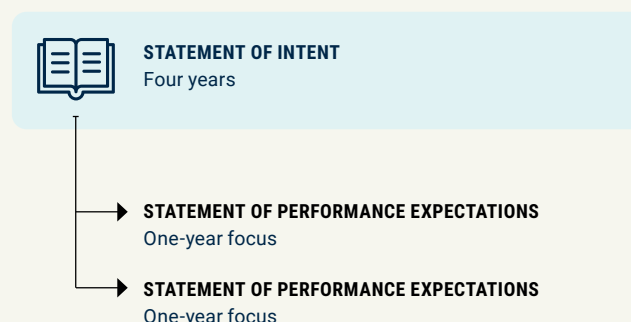 STATEMENT OF INTENT
Four years
STATEMENT OF PERFORMANCE EXPECTATIONS
One-year focus
STATEMENT OF PERFORMANCE EXPECTATIONS
One-year focus